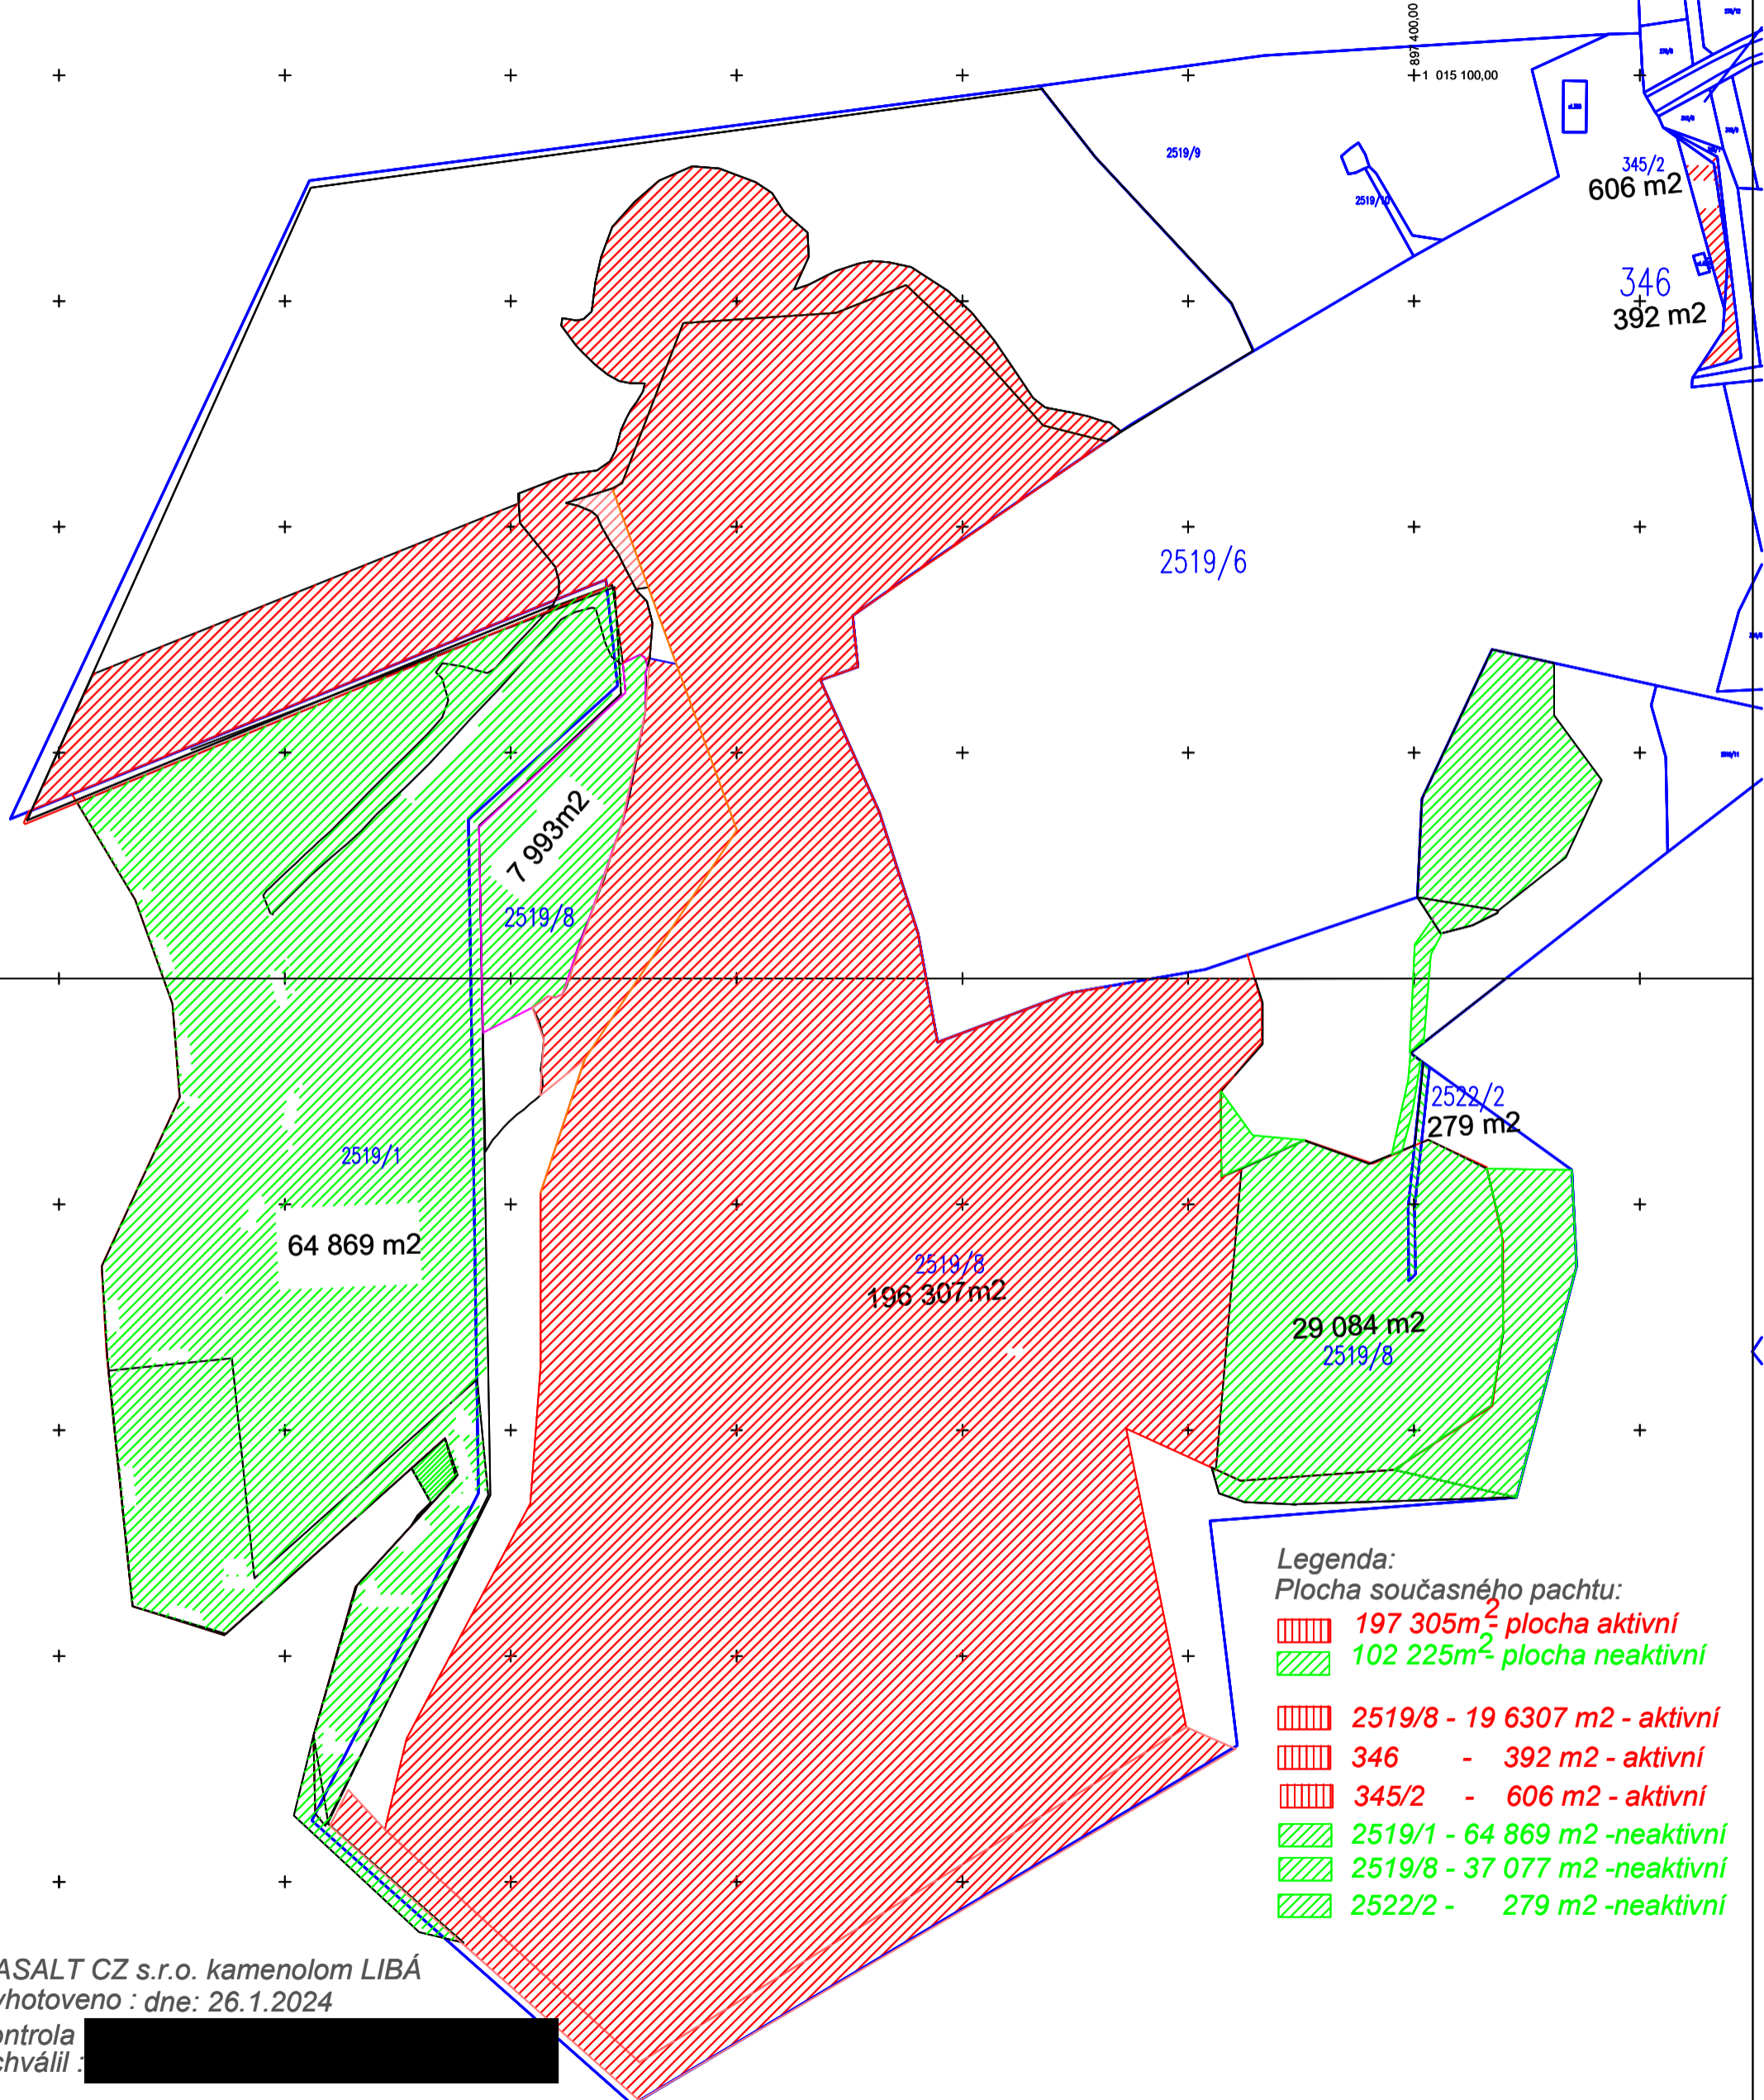 897 400,00
1 015 100,00
2519/9
2519/10
345/2
606 m2
346
392 m2
2519/6
7 993m2
2519/8
2519/1
64 869 m2
2522/2
279 m2
2519/8
196 307m2
29 084 m2
2519/8
Legenda:
Plocha současného pachtu:
197 305m2- plocha aktivní
102 225m2- plocha neaktivní
2519/8 - 19 6307 m2 - aktivní
346 - 392 m2 - aktivní
345/2 - 606 m2 - aktivní
2519/1 - 64 869 m2 -neaktivní
2519/8 - 37 077 m2 -neaktivní
2522/2 - 279 m2 -neaktivní
ASALT CZ s.r.o. kamenolom LIBÁ
yhotoveno : dne: 26.1.2024
ontrola
chválil :